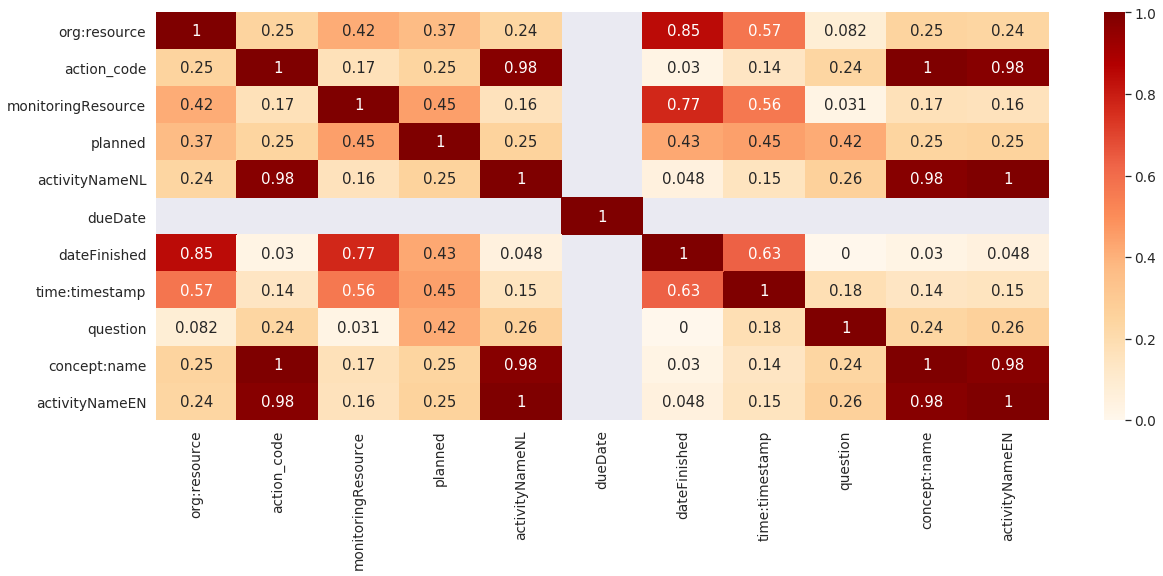 org:resource 1 0.25 0.42 0.37 0.24 0.85 0.57 0.082 0.25 0.24
action_code 0.25 1 0.17 0.25 0.98 0.03 0.14 0.24 1 0.98
monitoringResource 0.42 0.17 1 0.45 0.16 0.77 0.56 0.031 0.17 0.16
planned 0.37 0.25 0.45 1 0.25 0.43 0.45 0.42 0.25 0.25
activityNameNL 0.24 0.98 0.16 0.25 1 0.048 0.15 0.26 0.98 1
dueDate 1
dateFinished 0.85 0.03 0.77 0.43 0.048 1 0.63 0 0.03 0.048
time:timestamp 0.57 0.14 0.56 0.45 0.15 0.63 1 0.18 0.14 0.15
question 0.082 0.24 0.031 0.42 0.26 0 0.18 1 0.24 0.26
concept:name 0.25 1 0.17 0.25 0.98 0.03 0.14 0.24 1 0.98
activityNameEN 0.24 0.98 0.16 0.25 1 0.048 0.15 0.26 0.98 1
org:resource
action_code
monitoringResource
planned
activityNameNL
dueDate
dateFinished
time:timestamp
question
concept:name
activityNameEN
1.0
0.8
0.6
0.4
0.2
0.0